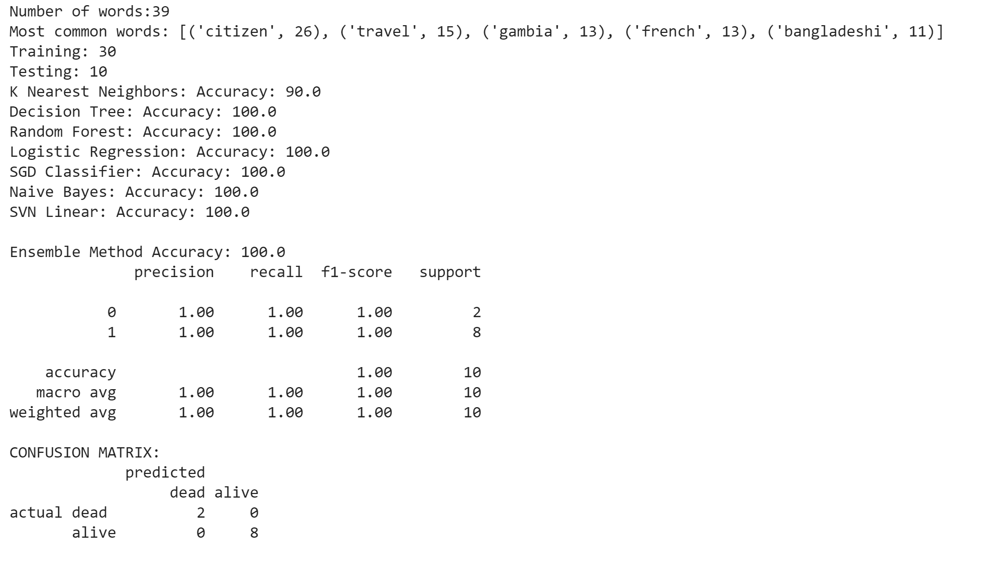 Number of words:39
Most common words: [('citizen', 26), ('travel', 15), ('gambia', 13), ('french', 13), ('bangladeshi', 11)]
Training: 30
Testing: 10
K Nearest Neighbors: Accuracy: 90.0
Decision Tree: Accuracy: 100.0
Random Forest: Accuracy: 100.0
Logistic Regression: Accuracy: 100.0
SGD Classifier: Accuracy: 100.0
Naive Bayes: Accuracy: 100.0
SVN Linear: Accuracy: 100.0

Ensemble Method Accuracy: 100.0
              precision    recall  f1-score   support

           0       1.00      1.00      1.00         2
           1       1.00      1.00      1.00         8

    accuracy                           1.00        10
   macro avg       1.00      1.00      1.00        10
weighted avg       1.00      1.00      1.00        10

CONFUSION MATRIX:
             predicted
                  dead alive
actual dead          2     0
       alive         0     8